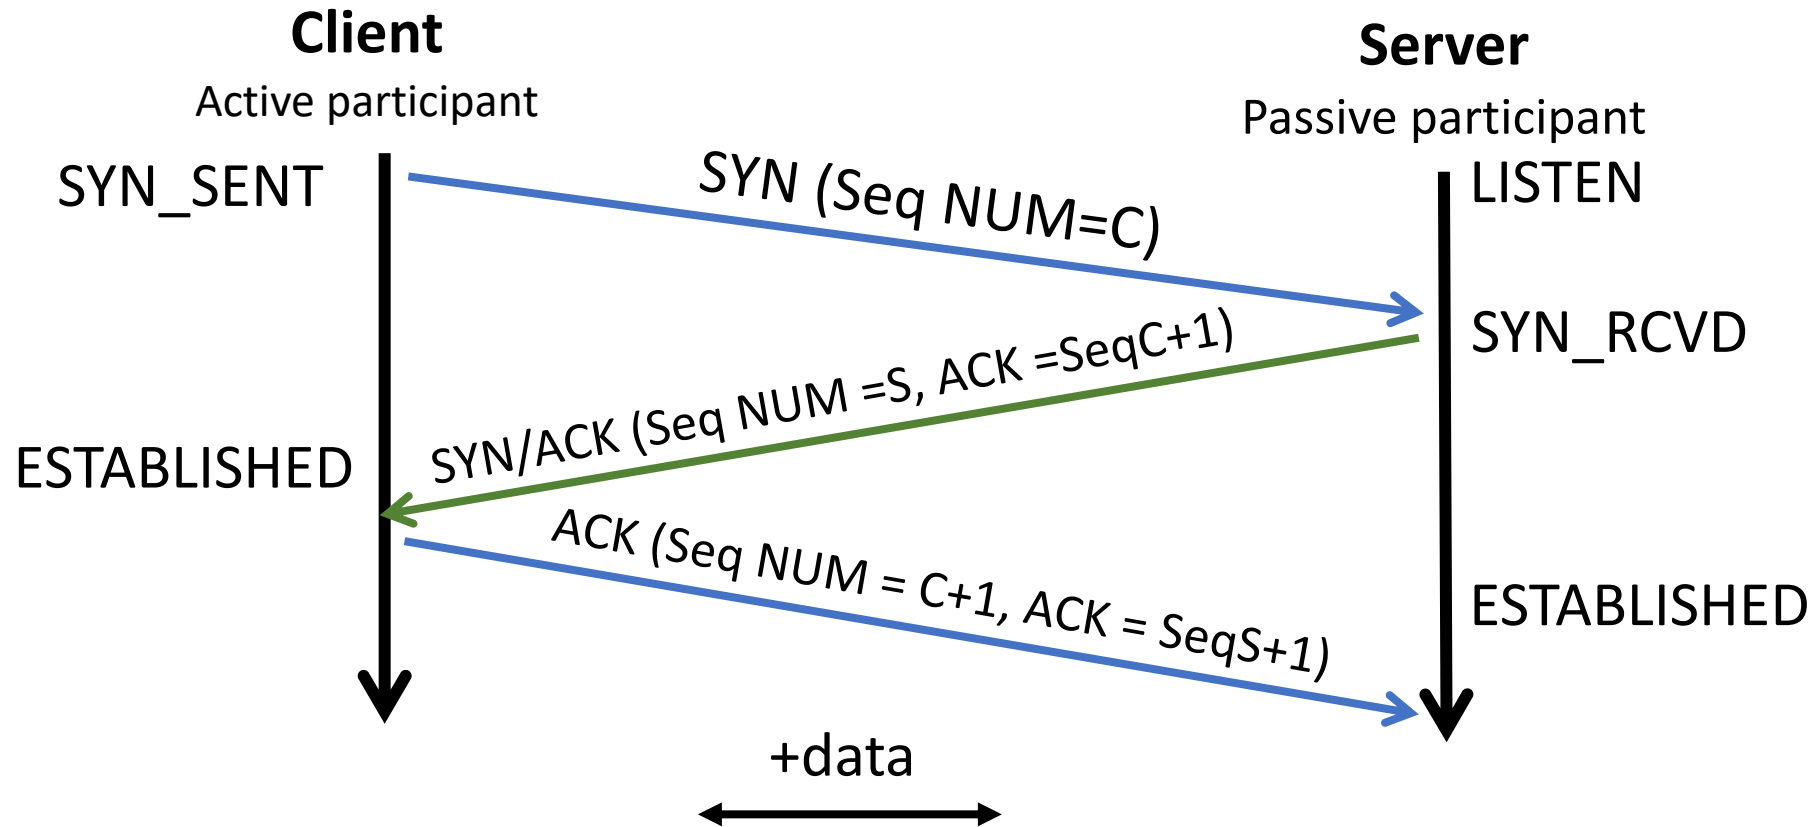 Client
Active participant
Server
Passive participant
SYN_SENT
SYN (Seq NUM=C)
LISTEN
SYN_RCVD
SYN/ACK (Seq NUM =S, ACK =SeqC+1)
ESTABLISHED
ACK (Seq NUM = C+1, ACK = SeqS+1)
ESTABLISHED
+data